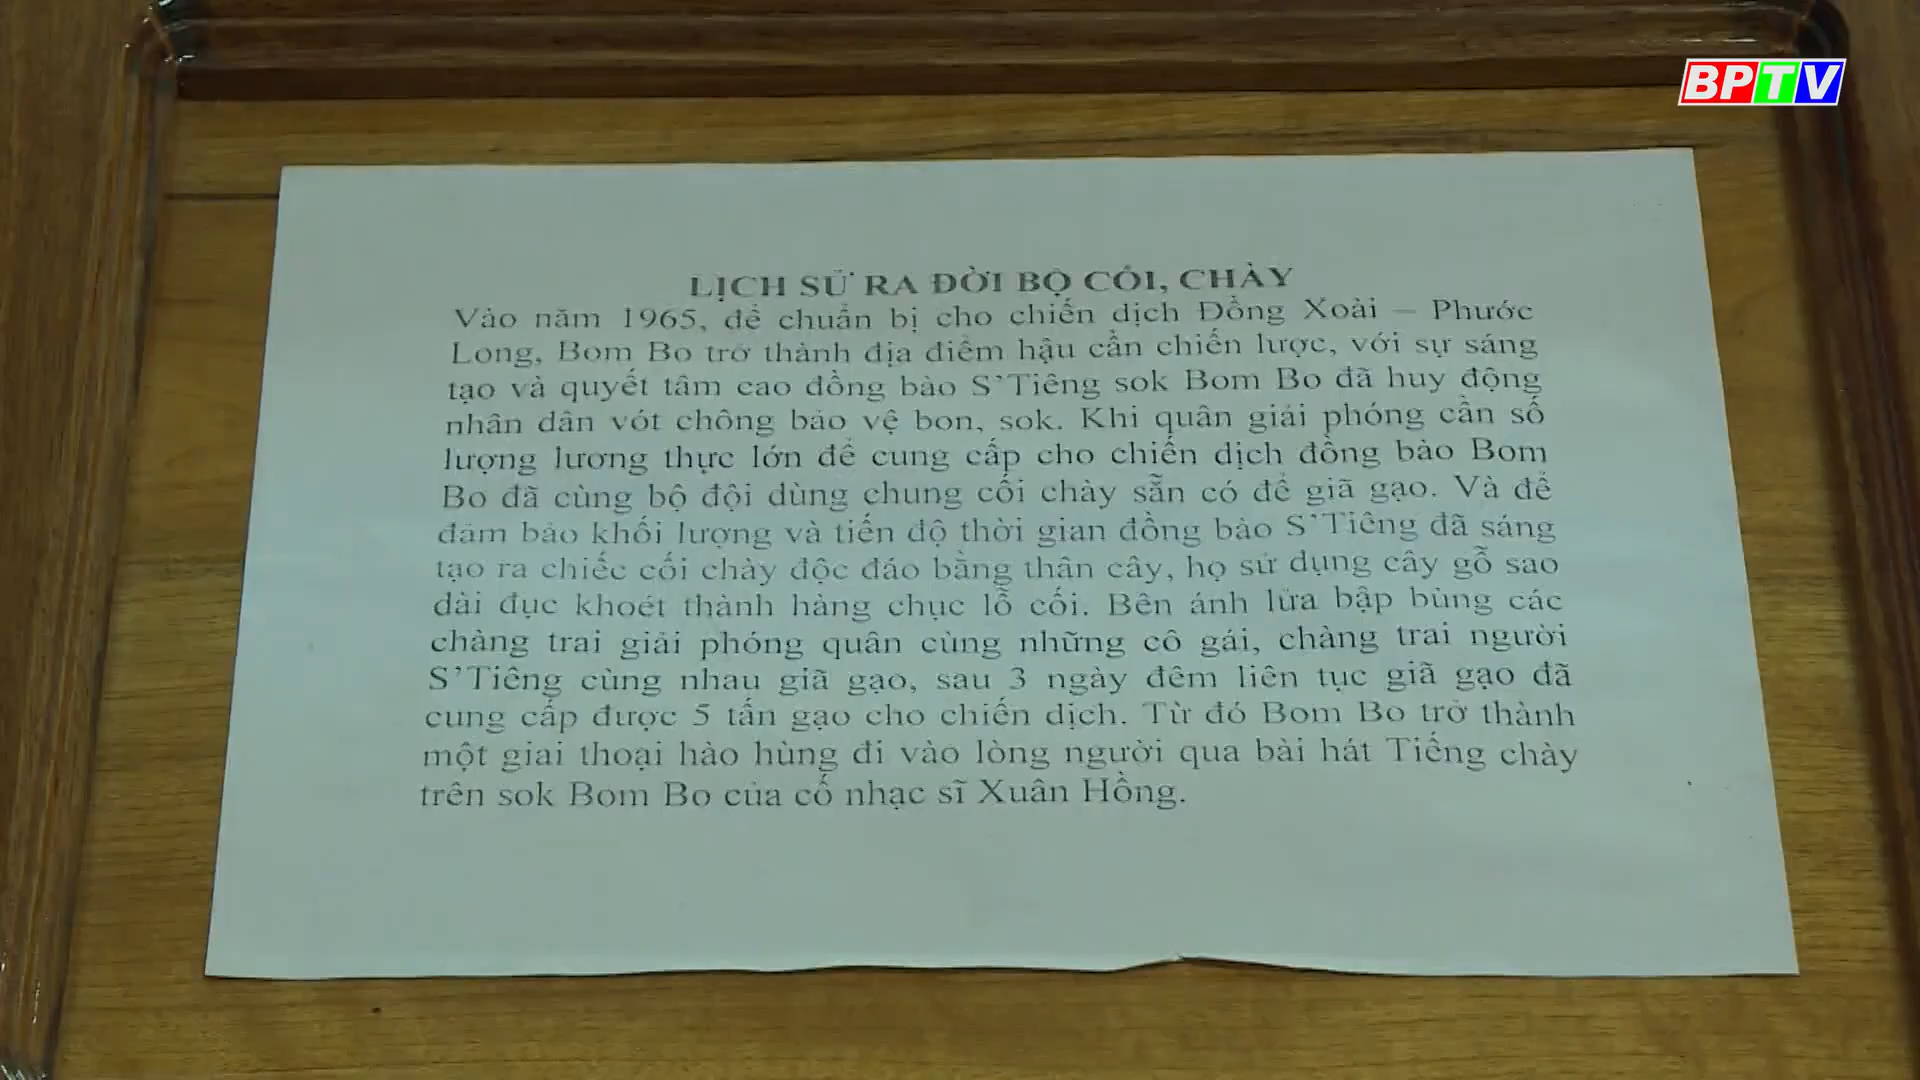 BPTV
LỊCH SỬ RA ĐỜI BỘ CỐI, CHÀY
Vào năm 1965, để chuẩn bị cho chiến dịch Đồng Xoài – Phước
Long, Bom Bo trở thành địa điểm hậu cần chiến lược, với sự sáng
tạo và quyết tâm cao đồng bào S’Tiêng sok Bom Bo đã huy động
nhân dân vót chông bảo vệ bon, sok. Khi quân giải phóng cần số
lượng lương thực lớn để cung cấp cho chiến dịch đồng bào Bom
Bo đã cùng bộ đội dùng chung cối chày sẵn có để giã gạo. Và để
đảm bảo khối lượng và tiến độ thời gian đồng bào S’Tiêng đã sáng
tạo ra chiếc cối chày độc đáo bằng thân cây, họ sử dụng cây gỗ sao
dài đục khoét thành hàng chục lỗ cối. Bên ánh lửa bập bùng các
chàng trai giải phóng quân cùng những cô gái, chàng trai người
S’Tiêng cùng nhau giã gạo, sau 3 ngày đêm liên tục giã gạo đã
cung cấp được 5 tấn gạo cho chiến dịch. Từ đó Bom Bo trở thành
một giai thoại hào hùng đi vào lòng người qua bài hát Tiếng chày
trên sok Bom Bo của cố nhạc sĩ Xuân Hồng.